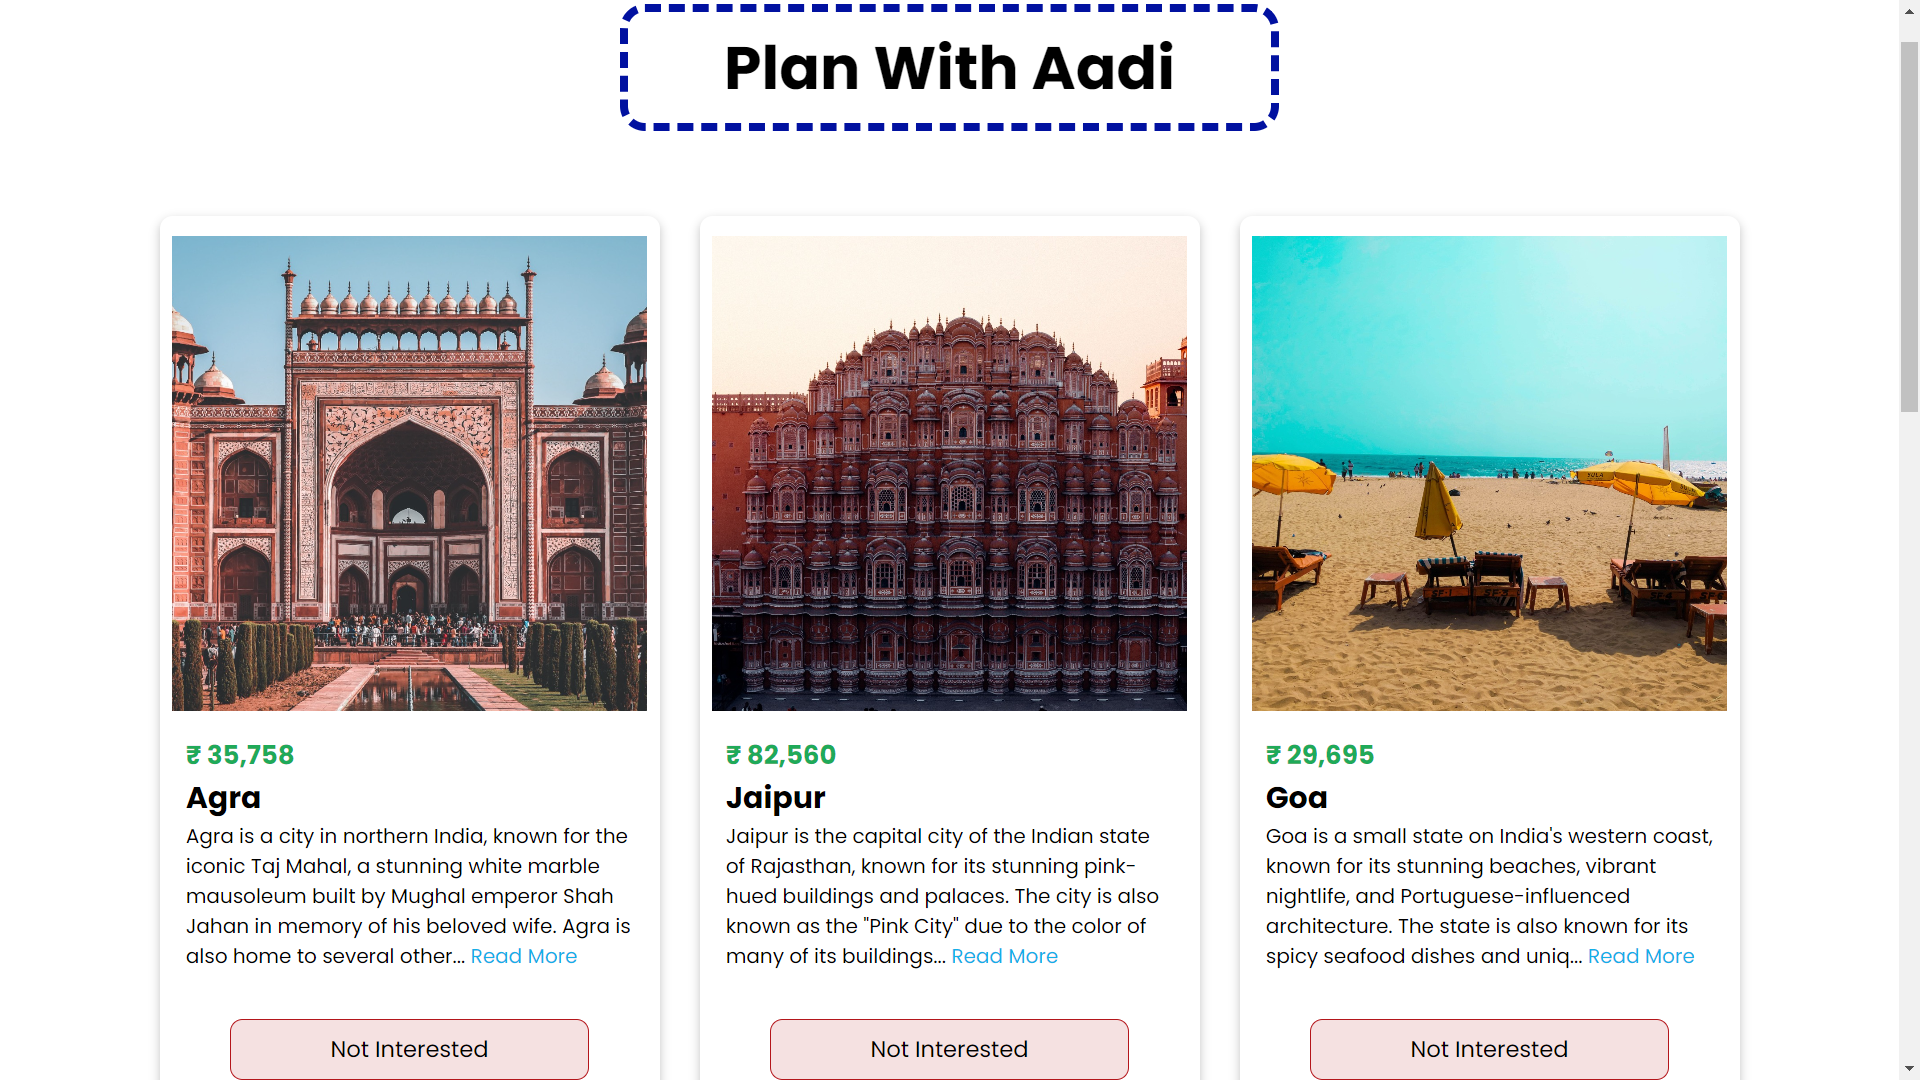 Plan With Aadi
₹ 35,758
Agra
Agra is a city in northern India, known for the
iconic Taj Mahal, a stunning white marble
mausoleum built by Mughal emperor Shah
Jahan in memory of his beloved wife. Agra is
also home to several other... Read More
Not Interested
₹ 82,560
Jaipur
Jaipur is the capital city of the Indian state
of Rajasthan, known for its stunning pink-
hued buildings and palaces. The city is also
known as the "Pink City" due to the color of
many of its buildings... Read More
Not Interested
SULA
₹ 29,695
Goa
Goa is a small state on India's western coast,
known for its stunning beaches, vibrant
nightlife, and Portuguese-influenced
architecture. The state is also known for its
spicy seafood dishes and uniq... Read More
Not Interested